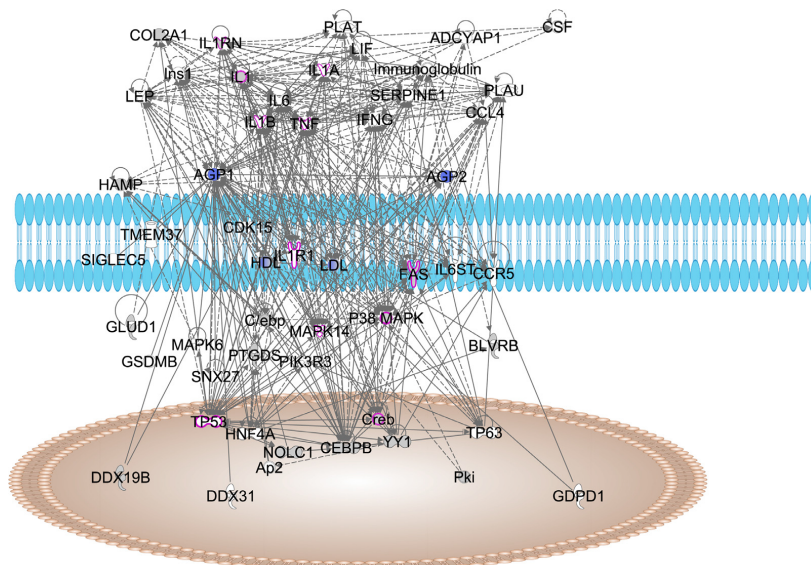 PLAT
CSF
COL2A1
IL1RN
ADCYAP1
LIF
Ins1
IL1
IL1A
Immunoglobulin
LEP
IL6
SERPINE1
PLAU
IL1B
TNF
IFNG
CCL4
AGP1
AGP2
HAMP
CDK15
TMEM37
SIGLEC5
HDL
IL1R1
LDL
FAS
IL6ST
CCR5
GLUD1
C/ebp
P38 MAPK
MAPK14
MAPK6
PTGDS
BLVRB
GSDMB
PIK3R3
SNX27
TP53
Creb
HNF4A
TP63
NOLC1
CEBPB
YY1
Ap2
DDX19B
Pki
DDX31
GDPD1